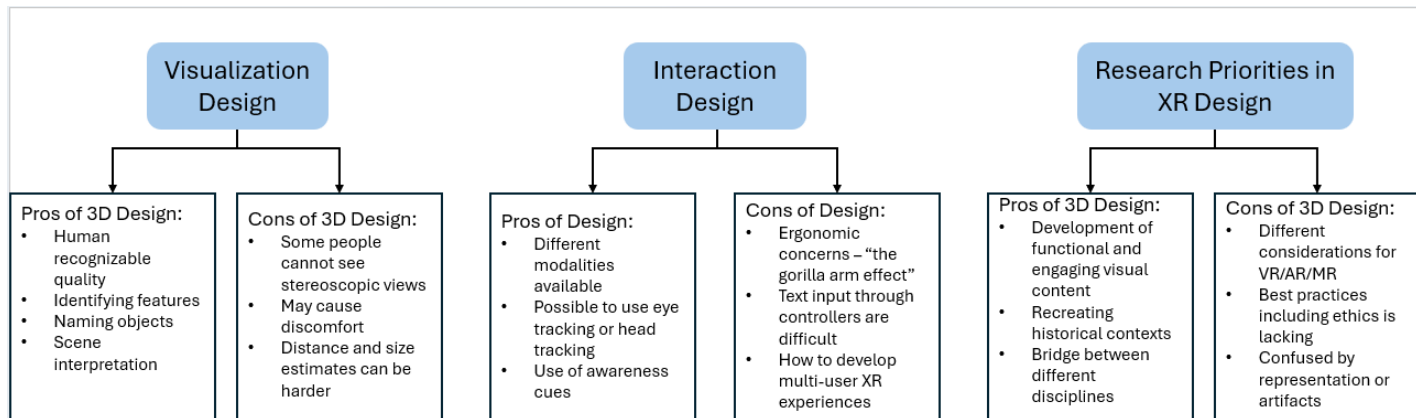 Visualization
Design
Interaction
Design
Research Priorities in
XR Design
Pros of 3D Design:
• Human
recognizable
quality
• Identifying features
• Naming objects
• Scene
interpretation
Cons of 3D Design:
• Some people
cannot see
stereoscopic views
• May cause
discomfort
• Distance and size
estimates can be
harder
Pros of Design:
• Different
modalities
available
• Possible to use eye
tracking or head
tracking
• Use of awareness
cues
Cons of Design:
• Ergonomic
concerns – “the
gorilla arm effect”
• Text input through
controllers are
difficult
• How to develop
multi-user XR
experiences
Pros of 3D Design:
• Development of
functional and
engaging visual
content
• Recreating
historical contexts
• Bridge between
different
disciplines
Cons of 3D Design:
• Different
considerations for
VR/AR/MR
• Best practices
including ethics is
lacking
• Confused by
representation or
artifacts